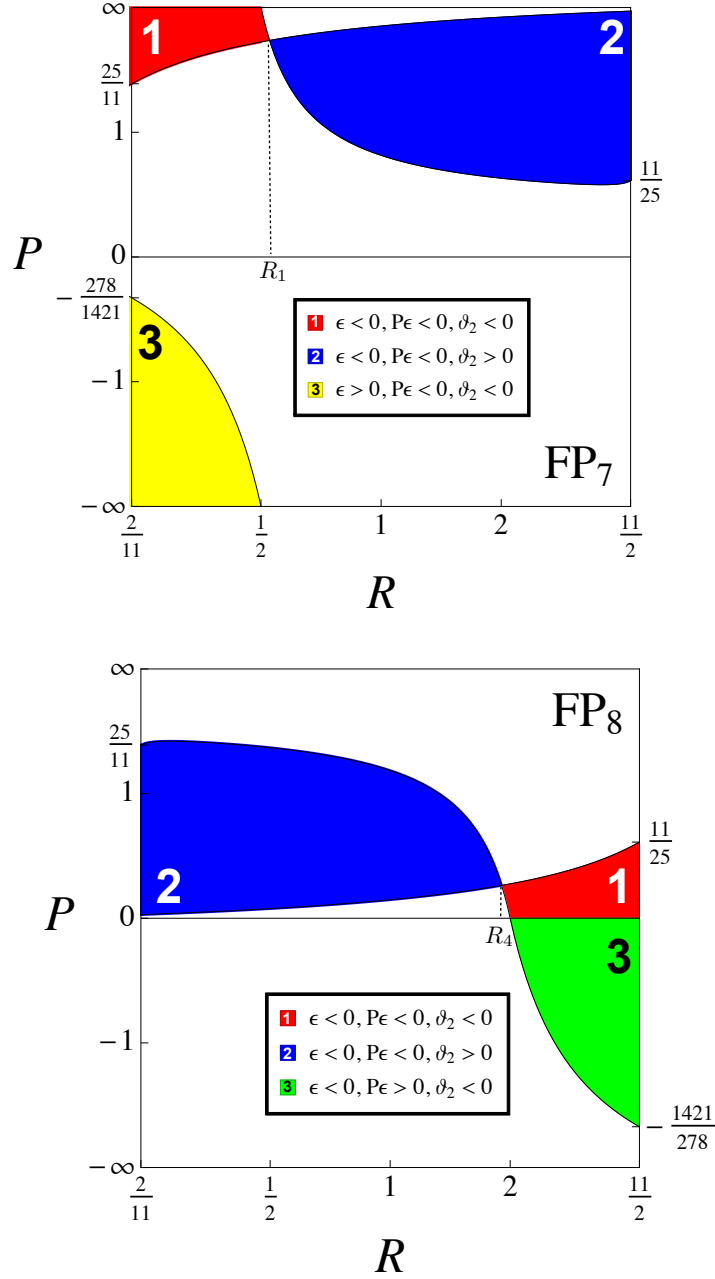 ∞
1
2
25/11
1
11/25
P
0
R₁
− 278/1421
3
1 ϵ < 0, Pϵ < 0, ϑ₂ < 0
2 ϵ < 0, Pϵ < 0, ϑ₂ > 0
3 ϵ > 0, Pϵ < 0, ϑ₂ < 0
−1
FP₇
−∞
2/11 1/2 1 2 11/2
R
∞
FP₈
25/11
1
11/25
2
1
P
0
R₄
3
1 ϵ < 0, Pϵ < 0, ϑ₂ < 0
2 ϵ < 0, Pϵ < 0, ϑ₂ > 0
3 ϵ < 0, Pϵ > 0, ϑ₂ < 0
−1
− 1421/278
−∞
2/11 1/2 1 2 11/2
R